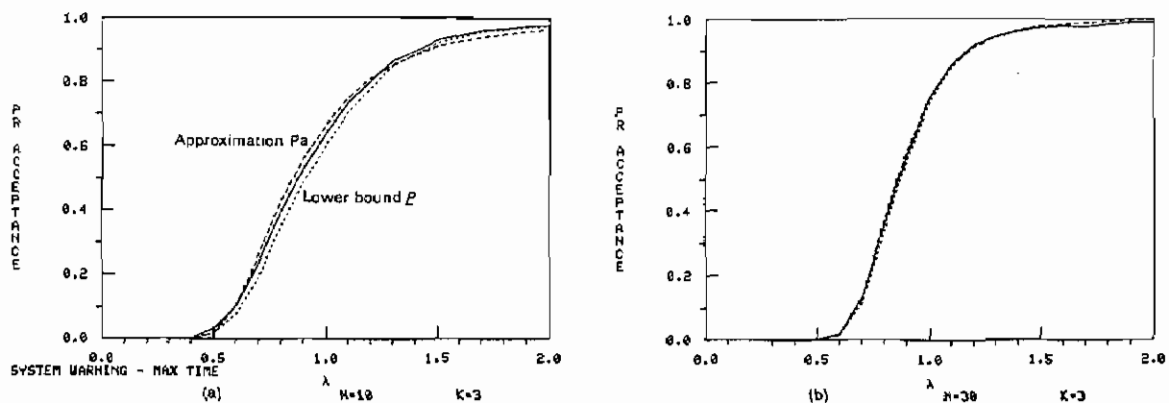 PR ACCEPTANCE
1.0
0.8
0.6
0.4
0.2
0.0
Approximation Pa
Lower bound P
0.0 0.5 1.0 1.5 2.0
λ
SYSTEM WARNING - MAX TIME
(a) N=10 K=3
PR ACCEPTANCE
1.0
0.8
0.6
0.4
0.2
0.0
0.0 0.5 1.0 1.5 2.0
λ
(b) N=30 K=3